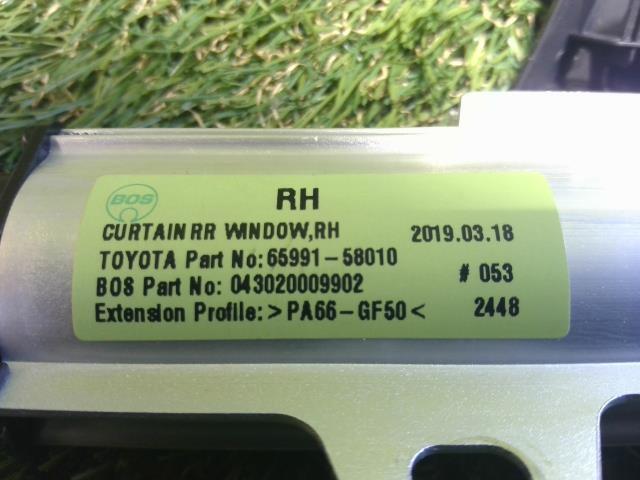 BOS
RH
CURTAIN RR WINDOW,RH 2019.03.18
TOYOTA Part No: 65991-58010
BOS Part No: 043020009902 # 053
Extension Profile: >PA66-GF50< 2448